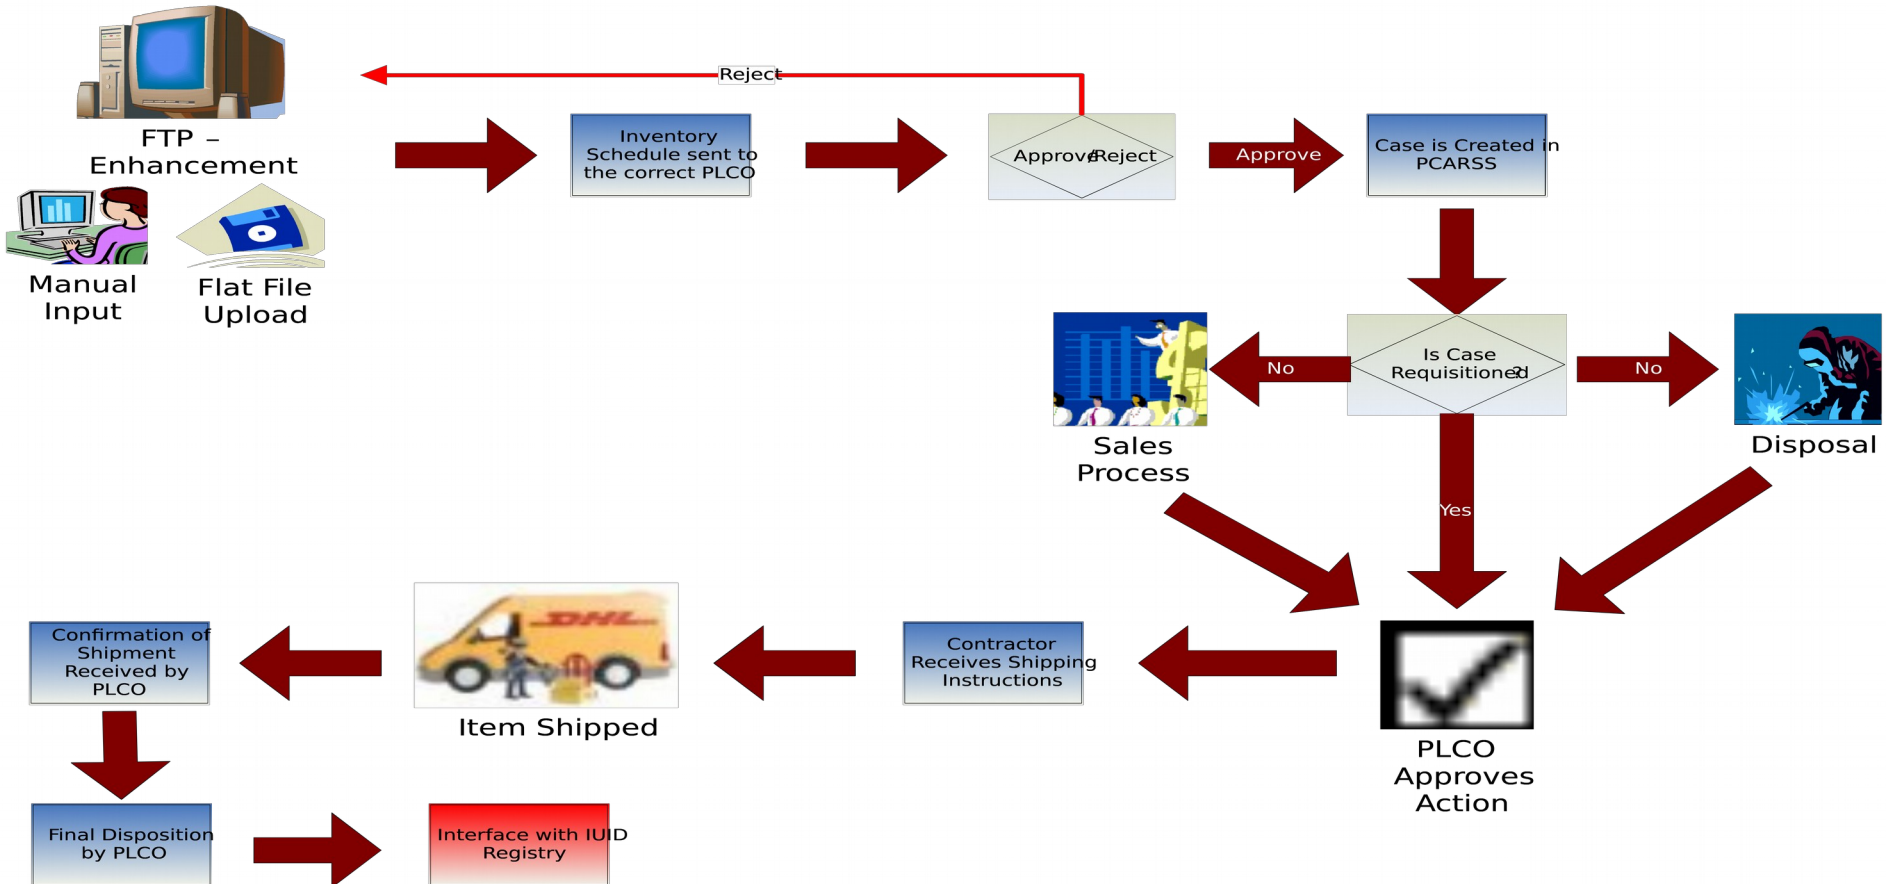 FTP –
Enhancement
Manual
Input
Flat File
Upload
Reject
Inventory
Schedule sent to
the correct PLCO
Approve/Reject
Approve
Case is Created in
PCARSS
Is Case
Requisitioned?
No
No
Yes
Sales
Process
Disposal
PLCO
Approves
Action
Contractor
Receives Shipping
Instructions
DHL
Item Shipped
Confirmation of
Shipment
Received by
PLCO
Final Disposition
by PLCO
Interface with IUID
Registry